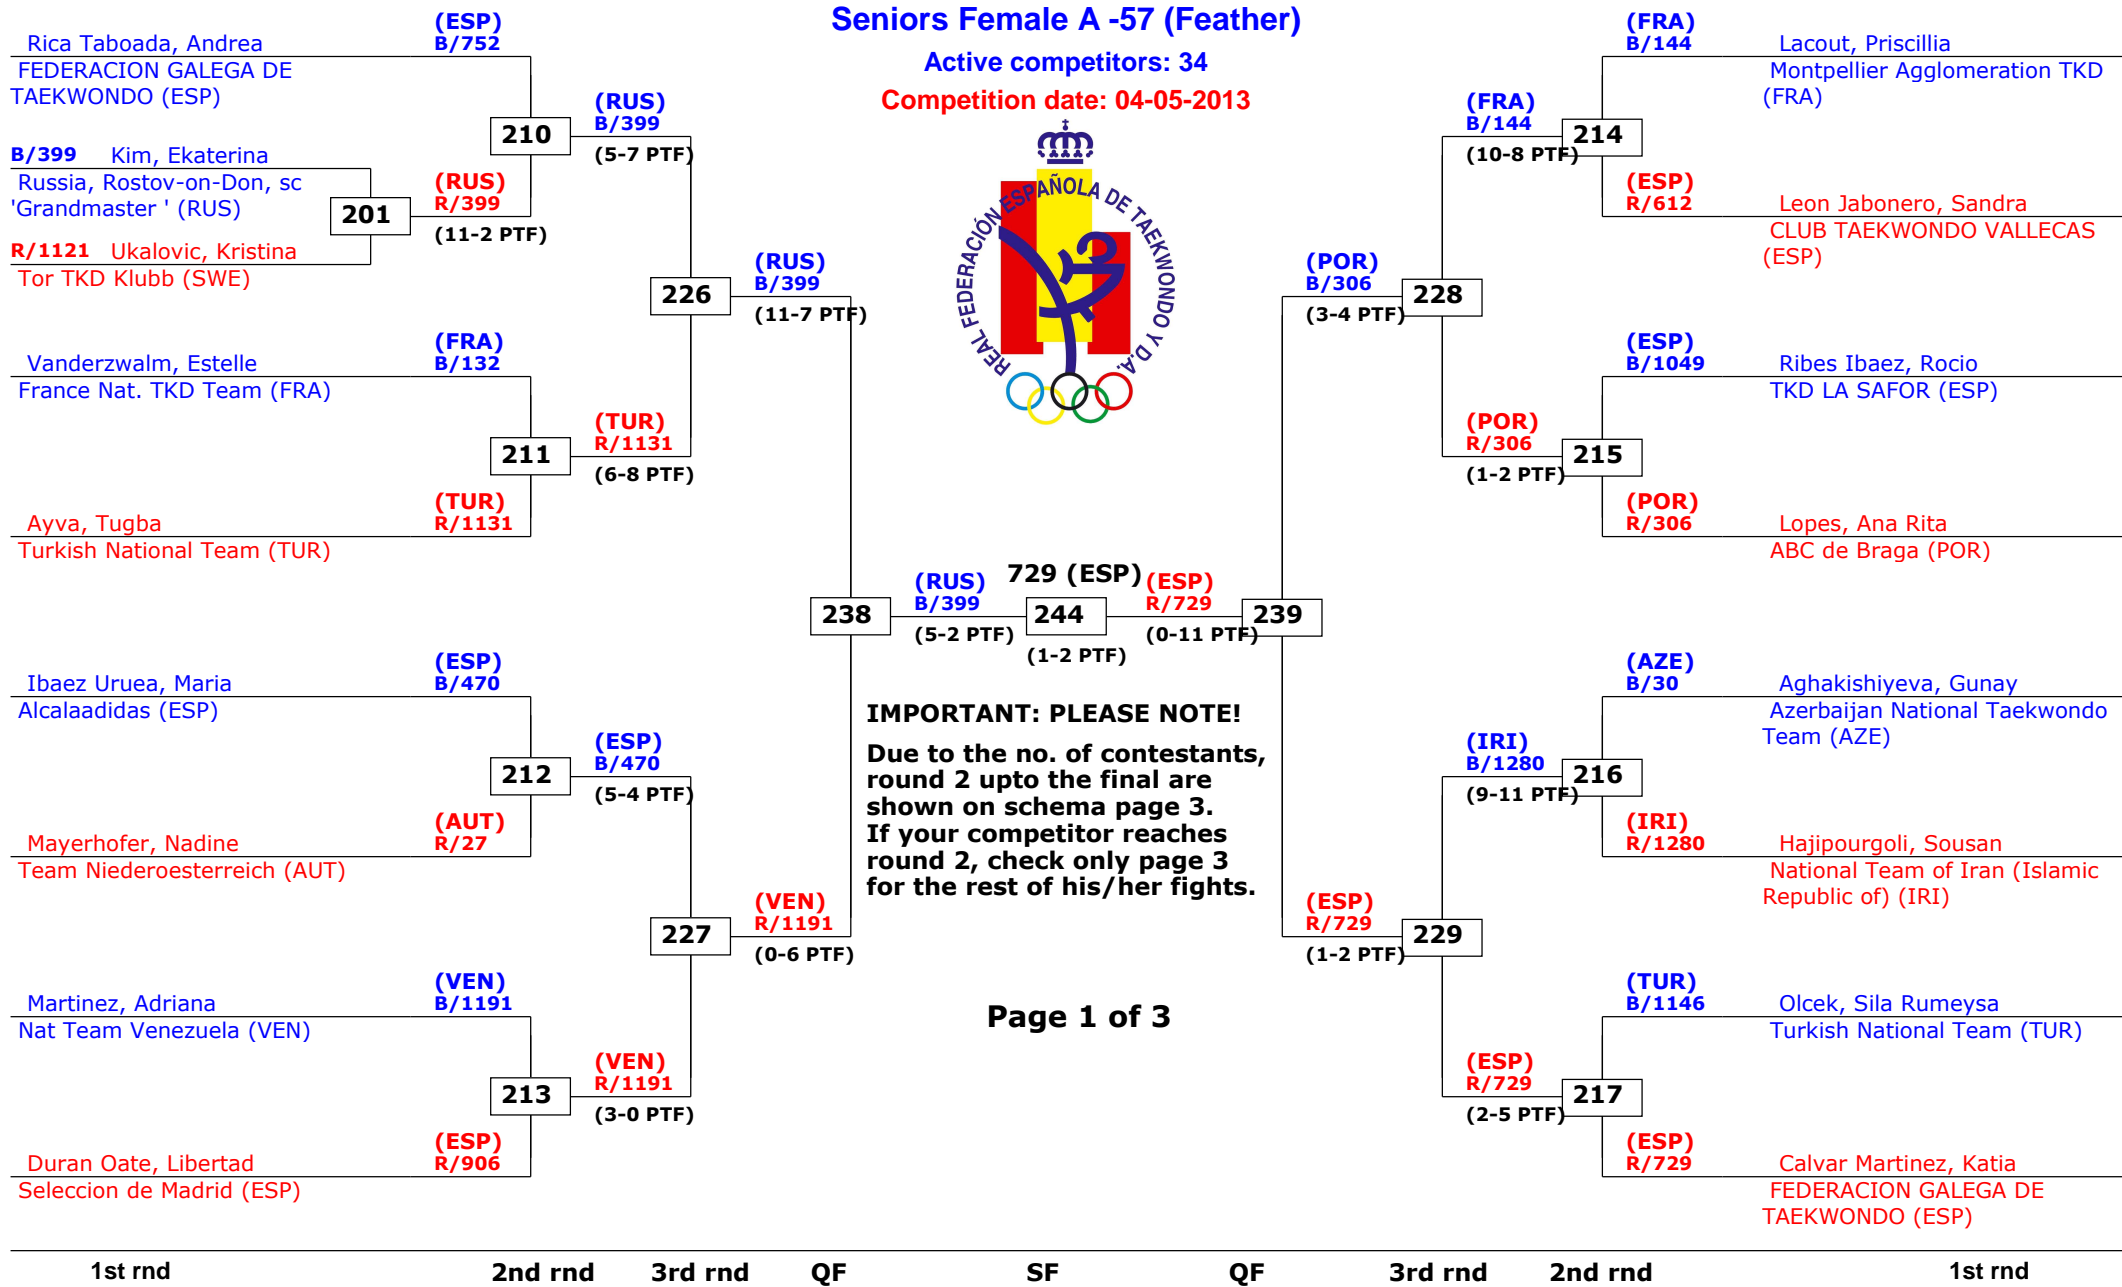 Seniors Female A -57 (Feather)
Active competitors: 34
Competition date: 04-05-2013
REAL FEDERACIÓN ESPAÑOLA DE TAEKWONDO Y D.A.
Rica Taboada, Andrea
FEDERACION GALEGA DE
TAEKWONDO (ESP)
(ESP)
B/752
B/399 Kim, Ekaterina
Russia, Rostov-on-Don, sc
'Grandmaster ' (RUS)
201
R/1121 Ukalovic, Kristina
Tor TKD Klubb (SWE)
(RUS)
R/399
(11-2 PTF)
210
(RUS)
B/399
(5-7 PTF)
Vanderzwalm, Estelle
France Nat. TKD Team (FRA)
(FRA)
B/132
211
(TUR)
R/1131
(6-8 PTF)
Ayva, Tugba
Turkish National Team (TUR)
(TUR)
R/1131
226
(RUS)
B/399
(11-7 PTF)
Ibaez Uruea, Maria
Alcalaadidas (ESP)
(ESP)
B/470
212
(ESP)
B/470
(5-4 PTF)
Mayerhofer, Nadine
Team Niederoesterreich (AUT)
(AUT)
R/27
227
(VEN)
R/1191
(0-6 PTF)
Martinez, Adriana
Nat Team Venezuela (VEN)
(VEN)
B/1191
213
(VEN)
R/1191
(3-0 PTF)
Duran Oate, Libertad
Seleccion de Madrid (ESP)
(ESP)
R/906
238
(RUS)
B/399
(5-2 PTF)
729 (ESP)
244
(1-2 PTF)
(ESP)
R/729
(0-11 PTF)
239
IMPORTANT: PLEASE NOTE!
Due to the no. of contestants,
round 2 upto the final are
shown on schema page 3.
If your competitor reaches
round 2, check only page 3
for the rest of his/her fights.
Page 1 of 3
(FRA)
B/144
Lacout, Priscillia
Montpellier Agglomeration TKD
(FRA)
(FRA)
B/144
(10-8 PTF)
214
(ESP)
R/612
Leon Jabonero, Sandra
CLUB TAEKWONDO VALLECAS
(ESP)
(POR)
B/306
(3-4 PTF)
228
(ESP)
B/1049
Ribes Ibaez, Rocio
TKD LA SAFOR (ESP)
(POR)
R/306
(1-2 PTF)
215
(POR)
R/306
Lopes, Ana Rita
ABC de Braga (POR)
(AZE)
B/30
Aghakishiyeva, Gunay
Azerbaijan National Taekwondo
Team (AZE)
(IRI)
B/1280
(9-11 PTF)
216
(IRI)
R/1280
Hajipourgoli, Sousan
National Team of Iran (Islamic
Republic of) (IRI)
(ESP)
R/729
(1-2 PTF)
229
(TUR)
B/1146
Olcek, Sila Rumeysa
Turkish National Team (TUR)
(ESP)
R/729
(2-5 PTF)
217
(ESP)
R/729
Calvar Martinez, Katia
FEDERACION GALEGA DE
TAEKWONDO (ESP)
1st rnd 2nd rnd 3rd rnd QF SF QF 3rd rnd 2nd rnd 1st rnd